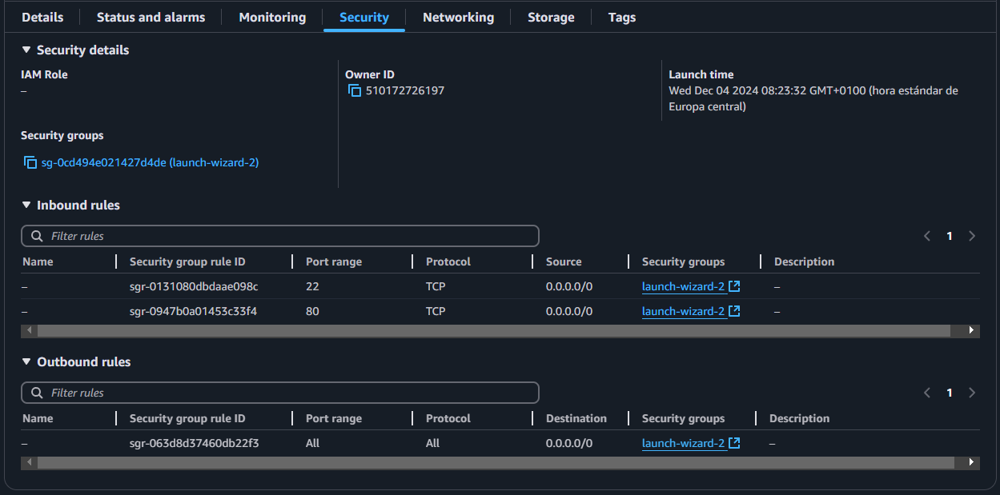 Details Status and alarms Monitoring Security Networking Storage Tags
Security details
IAM Role
–
Owner ID
510172726197
Launch time
Wed Dec 04 2024 08:23:32 GMT+0100 (hora estándar de
Europa central)
Security groups
sg-0cd494e021427d4de (launch-wizard-2)
Inbound rules
Filter rules
1
Name Security group rule ID Port range Protocol Source Security groups Description
– sgr-0131080dbdaae098c 22 TCP 0.0.0.0/0 launch-wizard-2 –
– sgr-0947b0a01453c33f4 80 TCP 0.0.0.0/0 launch-wizard-2 –
Outbound rules
Filter rules
1
Name Security group rule ID Port range Protocol Destination Security groups Description
– sgr-063d8d37460db22f3 All All 0.0.0.0/0 launch-wizard-2 –